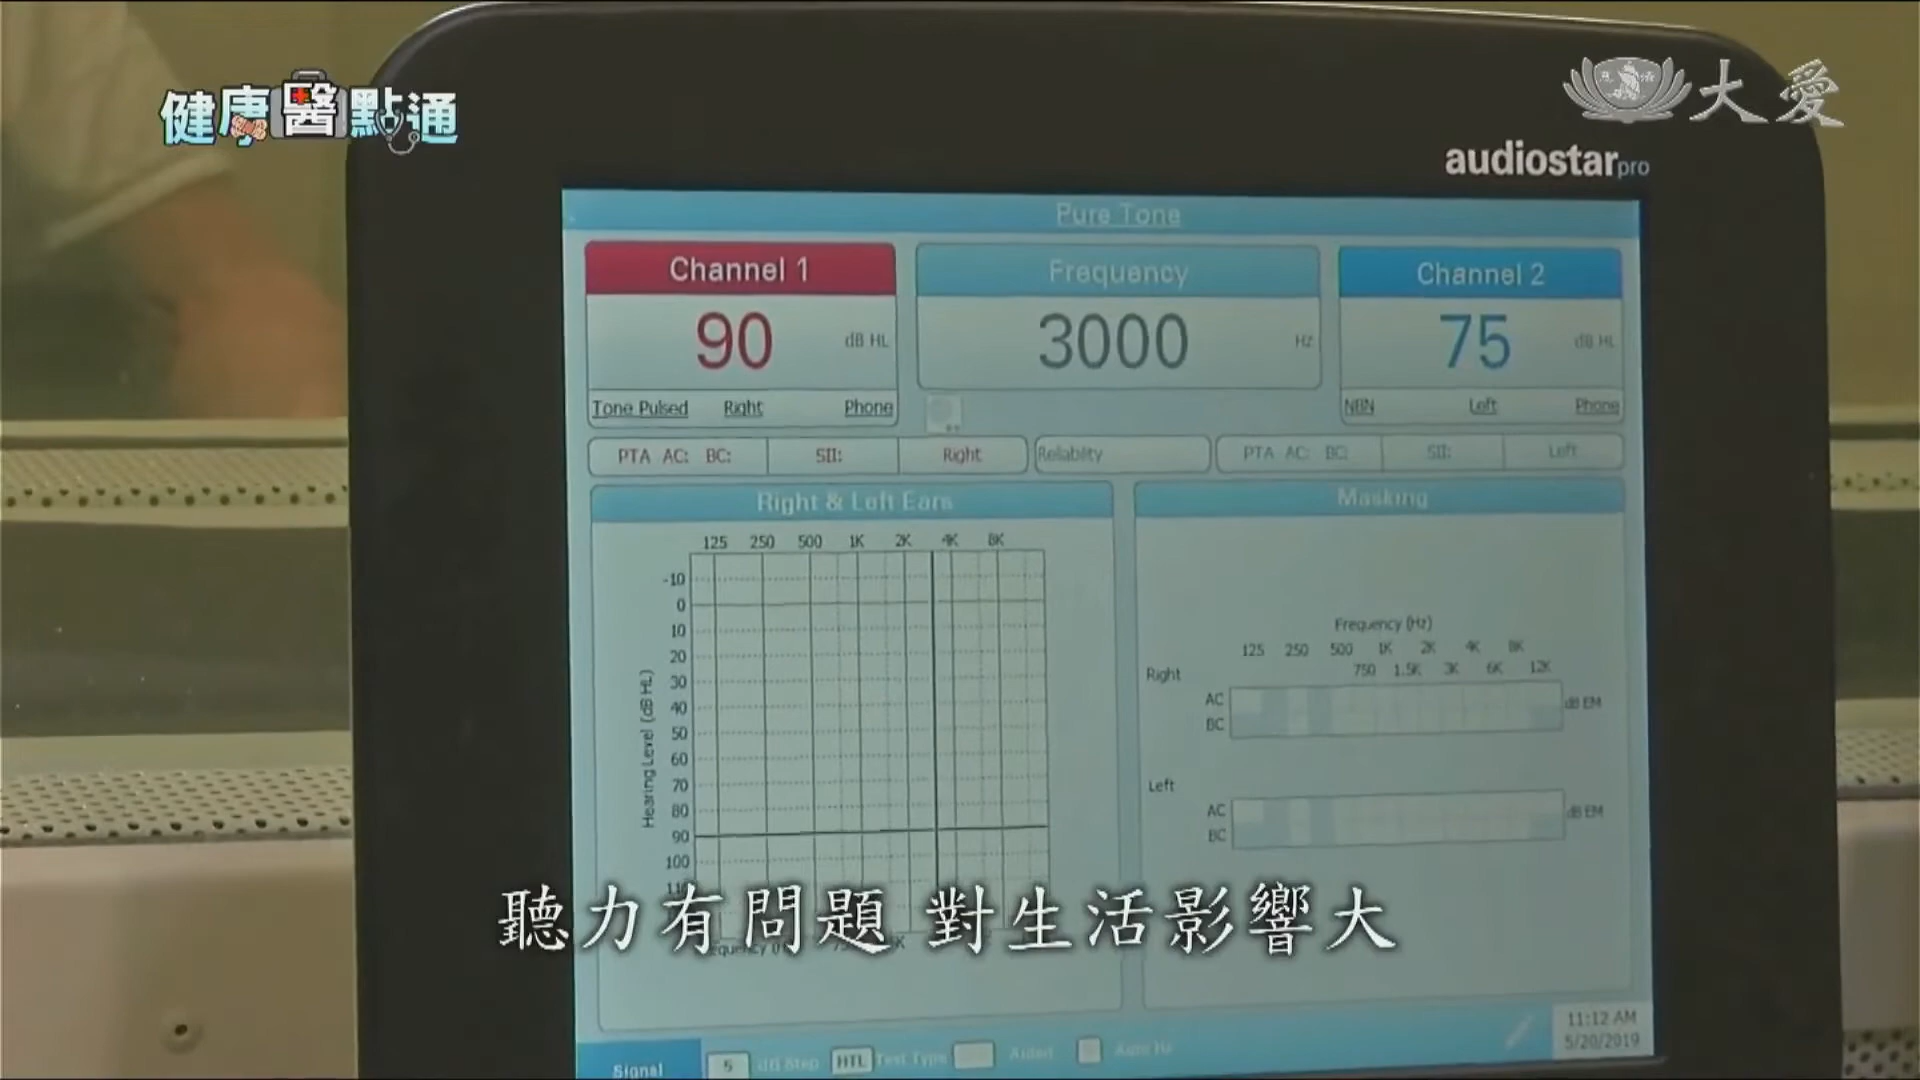 健康醫點通
大愛
audiostar pro
Pure Tone
Channel 1
Frequency
Channel 2
90 dB HL
3000 Hz
75 dB HL
Tone Pulsed Right Phone
NBN Left Phone
PTA AC: BC: SII: Right
Reliability
PTA AC: BC: SII: Left
Right & Left Ears
Masking
125 250 500 1K 2K 4K 8K
-10
0
10
20
30
40
50
60
70
80
90
100
Hearing Level (dB HL)
Frequency (Hz)
125 250 500 1K 2K 4K 8K
750 1.5K 3K 6K 12K
Right
AC
BC
dB EM
Left
AC
BC
dB EM
聽力有問題 對生活影響大
11:12 AM
5/20/2019
Signal
5 dB Step HTL Test Type Aided Auto Hz